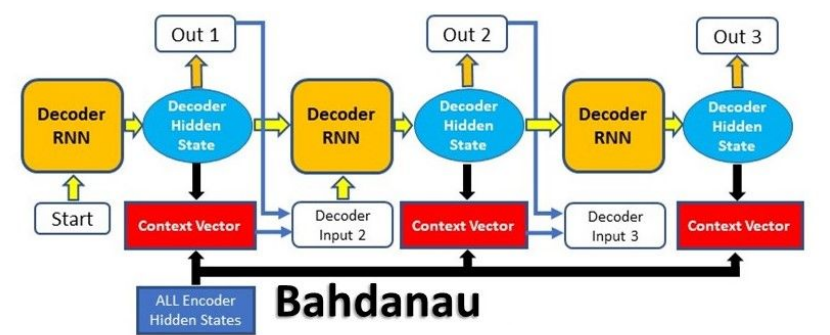 Out 1
Out 2
Out 3
Decoder
RNN
Decoder
Hidden
State
Decoder
RNN
Decoder
Hidden
State
Decoder
RNN
Decoder
Hidden
State
Start
Context Vector
Decoder
Input 2
Context Vector
Decoder
Input 3
Context Vector
ALL Encoder
Hidden States
Bahdanau